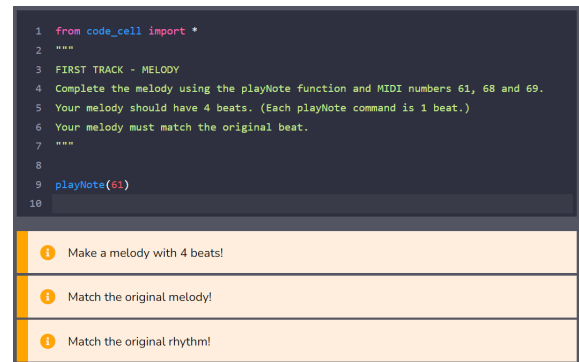 1 from code_cell import *
2 """
3 FIRST TRACK - MELODY
4 Complete the melody using the playNote function and MIDI numbers 61, 68 and 69.
5 Your melody should have 4 beats. (Each playNote command is 1 beat.)
6 Your melody must match the original beat.
7 """
8
9 playNote(61)
10
Make a melody with 4 beats!
Match the original melody!
Match the original rhythm!